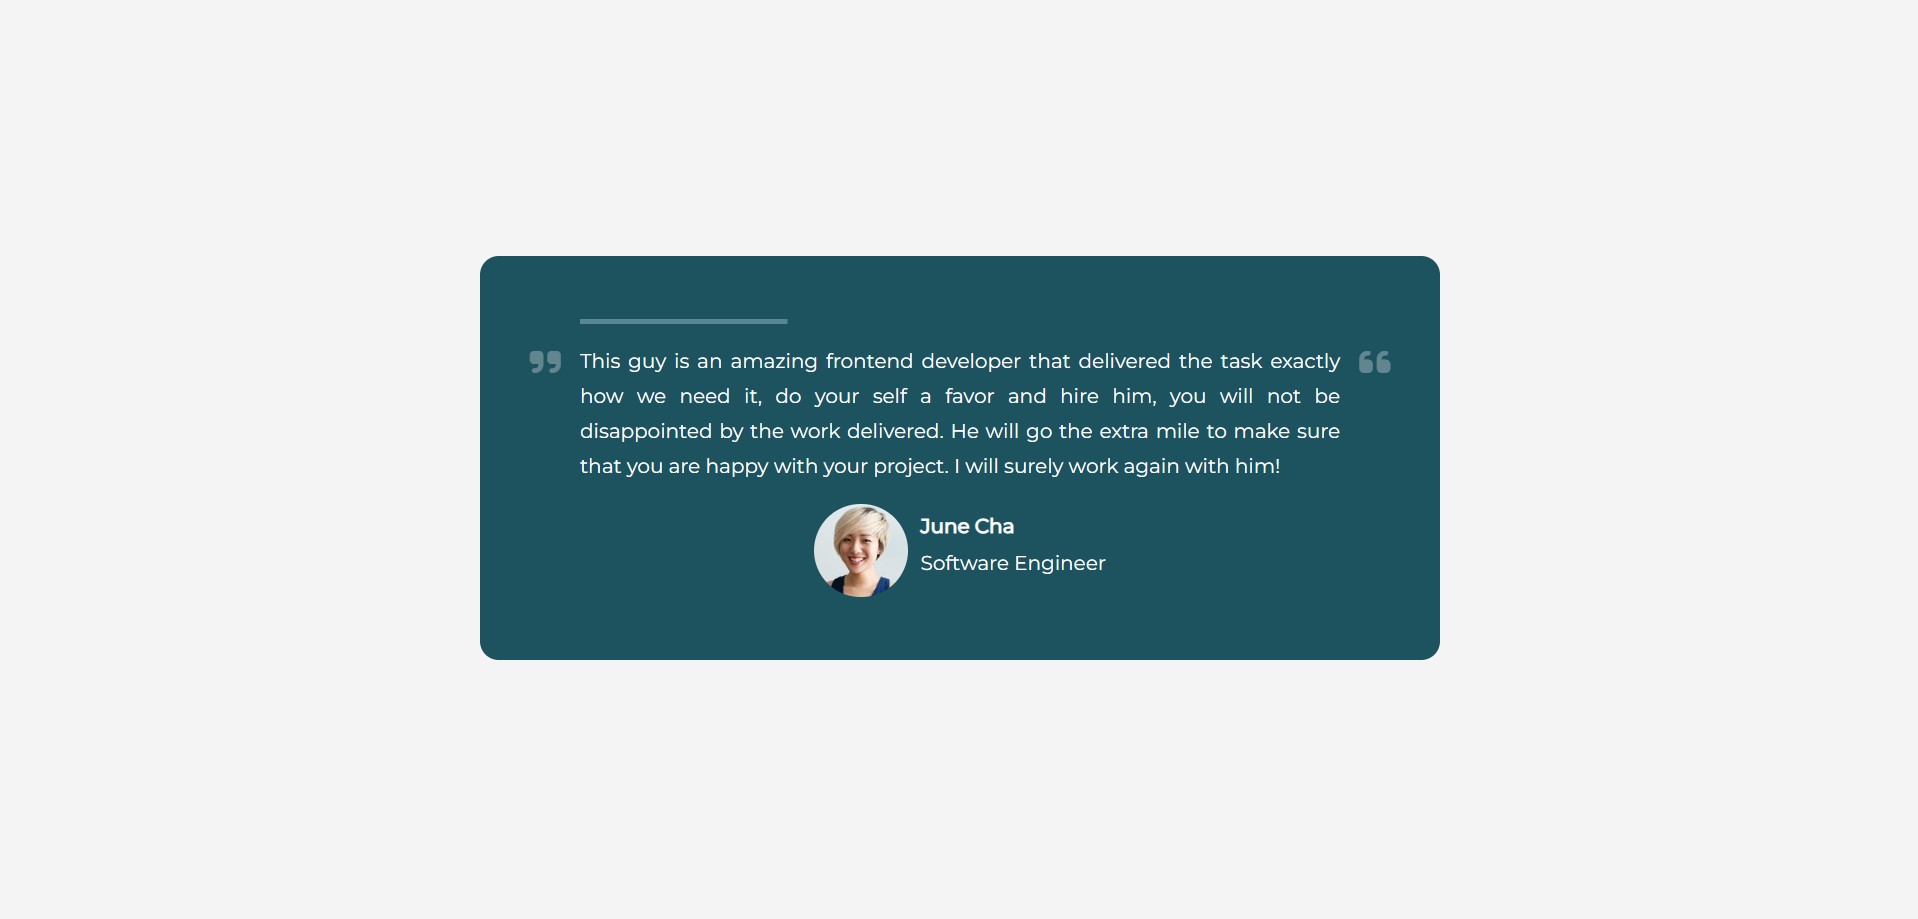 This guy is an amazing frontend developer that delivered the task exactly
how we need it, do your self a favor and hire him, you will not be
disappointed by the work delivered. He will go the extra mile to make sure
that you are happy with your project. I will surely work again with him!
June Cha
Software Engineer